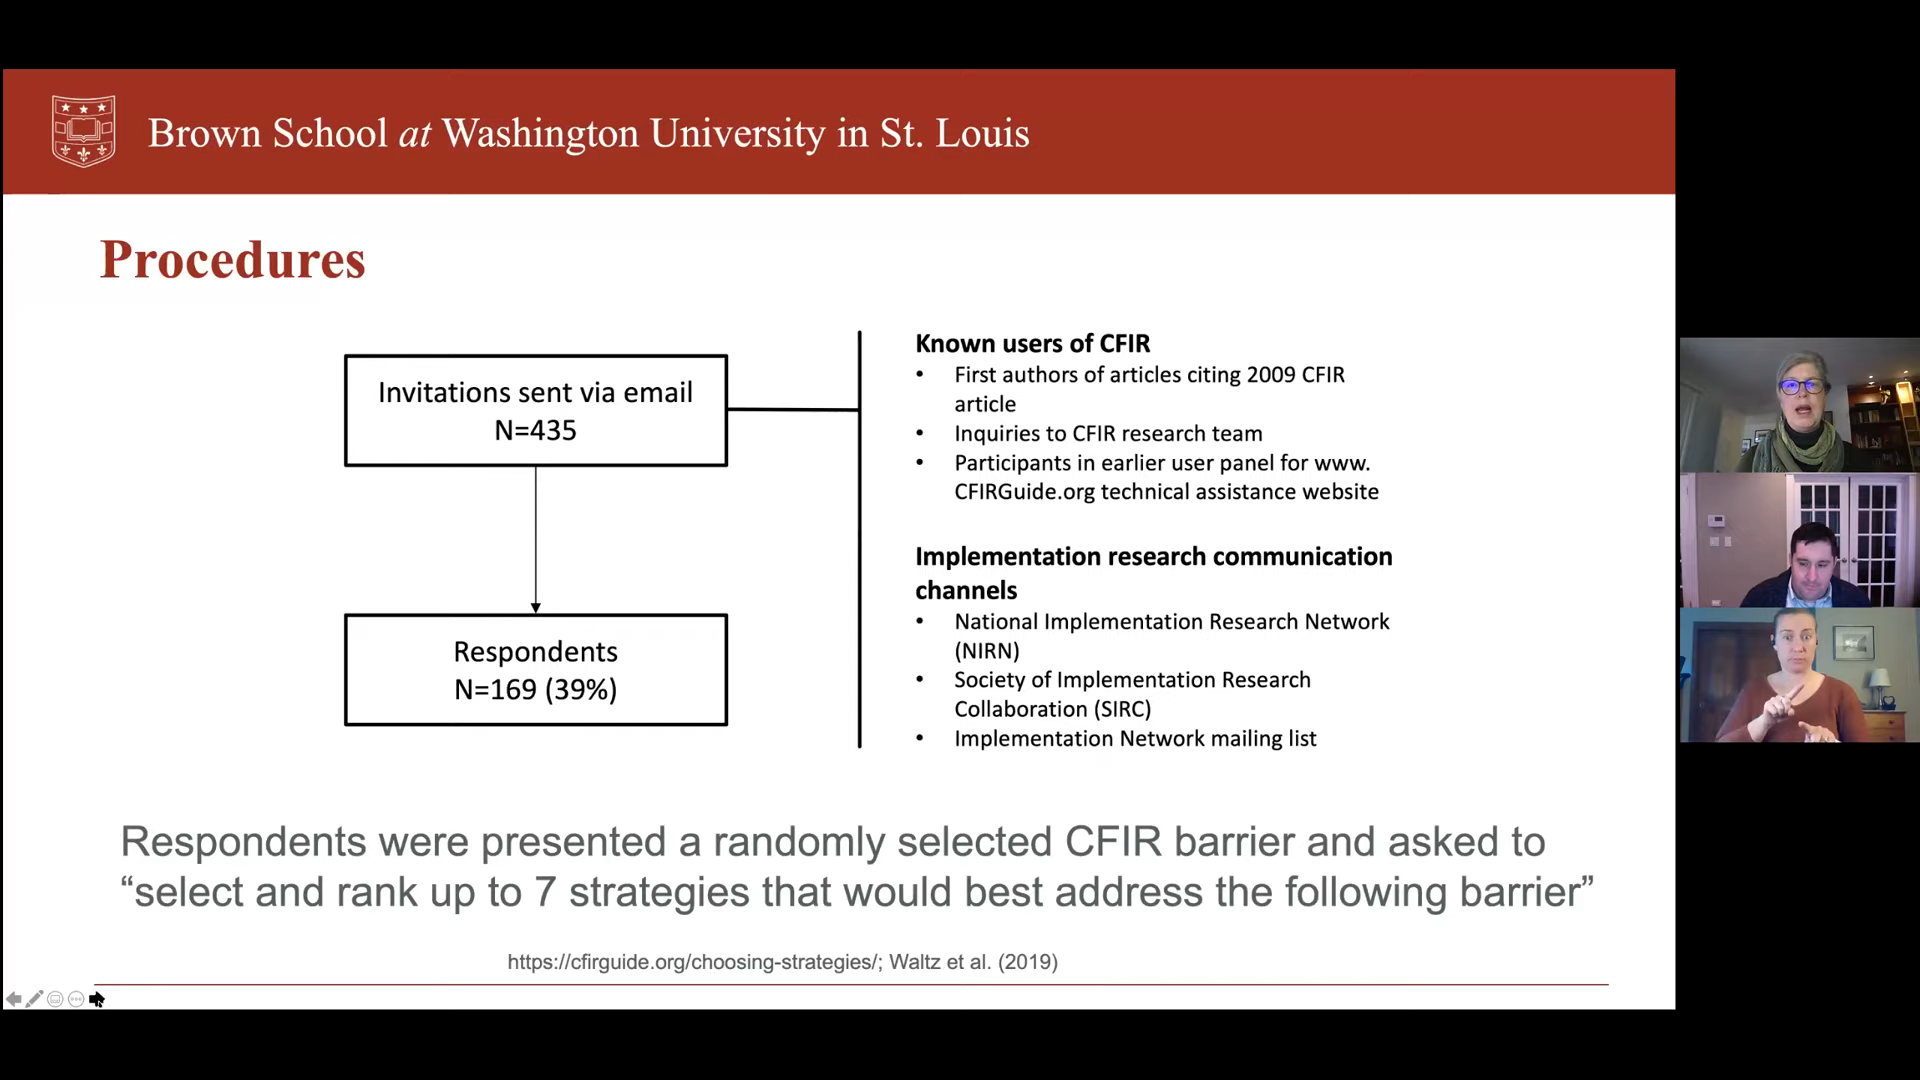 Brown School at Washington University in St. Louis
Procedures
Invitations sent via email
N=435
Respondents
N=169 (39%)
Known users of CFIR
• First authors of articles citing 2009 CFIR
article
• Inquiries to CFIR research team
• Participants in earlier user panel for www.
CFIRGuide.org technical assistance website
Implementation research communication
channels
• National Implementation Research Network
(NIRN)
• Society of Implementation Research
Collaboration (SIRC)
• Implementation Network mailing list
Respondents were presented a randomly selected CFIR barrier and asked to
“select and rank up to 7 strategies that would best address the following barrier”
https://cfirguide.org/choosing-strategies/; Waltz et al. (2019)